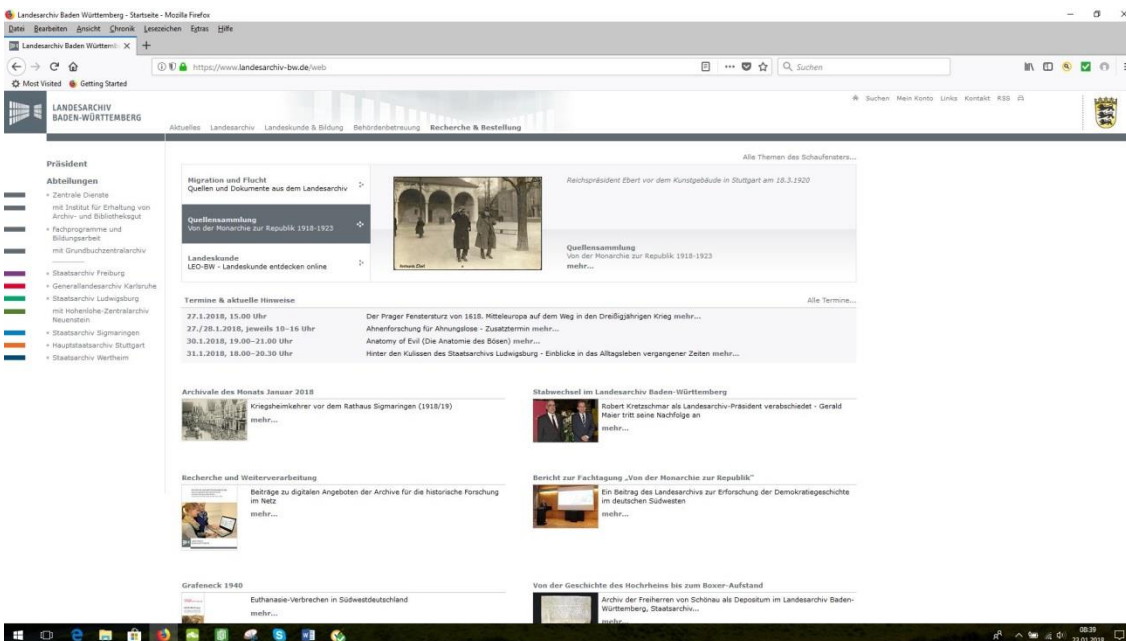 Landesarchiv Baden Württemberg - Startseite - Mozilla Firefox
Datei Bearbeiten Ansicht Chronik Lesezeichen Extras Hilfe
Landesarchiv Baden Württemb
https://www.landesarchiv-bw.de/web
Suchen
Most Visited Getting Started
LANDESARCHIV
BADEN-WÜRTTEMBERG
Suchen Mein Konto Links Kontakt RSS
Aktuelles Landesarchiv Landeskunde & Bildung Behördenbetreuung Recherche & Bestellung
Präsident
Abteilungen
Zentrale Dienste
mit Institut für Erhaltung von
Archiv- und Bibliotheksgut
Fachprogramme und
Bildungsarbeit
mit Grundbuchzentralarchiv
Staatsarchiv Freiburg
Generallandesarchiv Karlsruhe
Staatsarchiv Ludwigsburg
mit Hohenlohe-Zentralarchiv
Neuenstein
Staatsarchiv Sigmaringen
Hauptstaatsarchiv Stuttgart
Staatsarchiv Wertheim
Alle Themen des Schaufensters...
Migration und Flucht
Quellen und Dokumente aus dem Landesarchiv
Quellensammlung
Von der Monarchie zur Republik 1918-1923
Landeskunde
LEO-BW - Landeskunde entdecken online
Reichspräsident Ebert vor dem Kunstgebäude in Stuttgart am 18.3.1920
Quellensammlung
Von der Monarchie zur Republik 1918-1923
mehr...
Termine & aktuelle Hinweise
Alle Termine...
27.1.2018, 15.00 Uhr Der Prager Fenstersturz von 1618. Mitteleuropa auf dem Weg in den Dreißigjährigen Krieg mehr...
27./28.1.2018, jeweils 10-16 Uhr Ahnenforschung für Ahnungslose - Zusatztermin mehr...
30.1.2018, 19.00-21.00 Uhr Anatomy of Evil (Die Anatomie des Bösen) mehr...
31.1.2018, 18.00-20.30 Uhr Hinter den Kulissen des Staatsarchivs Ludwigsburg - Einblicke in das Alltagsleben vergangener Zeiten mehr...
Archivale des Monats Januar 2018
Kriegsheimkehrer vor dem Rathaus Sigmaringen (1918/19)
mehr...
Stabwechsel im Landesarchiv Baden-Württemberg
Robert Kretzschmar als Landesarchiv-Präsident verabschiedet - Gerald
Maier tritt seine Nachfolge an
mehr...
Recherche und Weiterverarbeitung
Beiträge zu digitalen Angeboten der Archive für die historische Forschung
im Netz
mehr...
Bericht zur Fachtagung „Von der Monarchie zur Republik"
Ein Beitrag des Landesarchivs zur Erforschung der Demokratiegeschichte
im deutschen Südwesten
mehr...
Grafeneck 1940
Euthanasie-Verbrechen in Südwestdeutschland
mehr...
Von der Geschichte des Hochrheins bis zum Boxer-Aufstand
Archiv der Freiherren von Schönau als Depositum im Landesarchiv Baden-
Württemberg, Staatsarchiv...
mehr...
08:39
23.01.2018